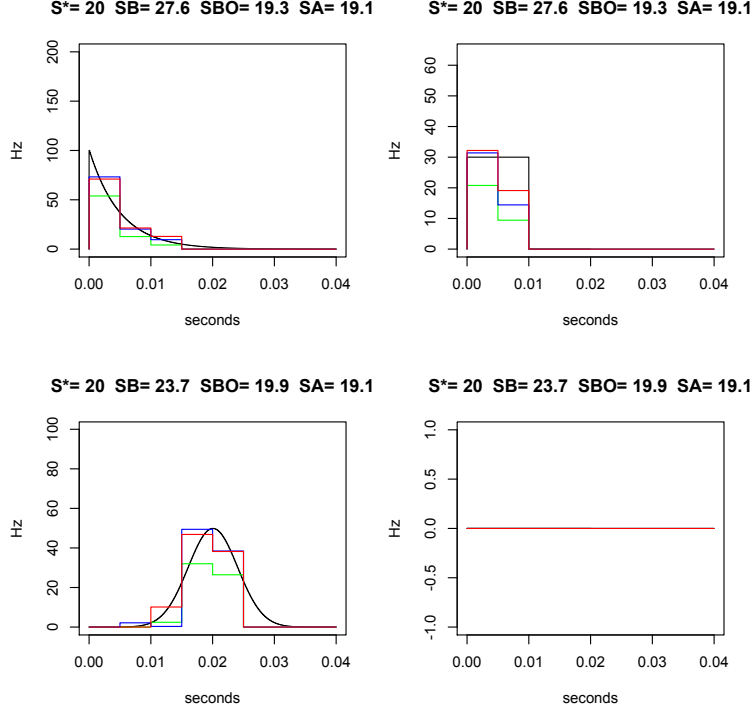 S*= 20 SB= 27.6 SBO= 19.3 SA= 19.1
200
150
100
50
0
Hz
0.00 0.01 0.02 0.03 0.04
seconds
S*= 20 SB= 27.6 SBO= 19.3 SA= 19.1
60
50
40
30
20
10
0
Hz
0.00 0.01 0.02 0.03 0.04
seconds
S*= 20 SB= 23.7 SBO= 19.9 SA= 19.1
100
80
60
40
20
0
Hz
0.00 0.01 0.02 0.03 0.04
seconds
S*= 20 SB= 23.7 SBO= 19.9 SA= 19.1
1.0
0.5
0.0
-0.5
-1.0
Hz
0.00 0.01 0.02 0.03 0.04
seconds